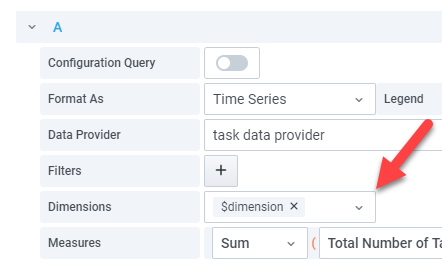 A
Configuration Query
Format As Time Series Legend
Data Provider task data provider
Filters +
Dimensions $dimension ×
Measures Sum ( Total Number of Ta